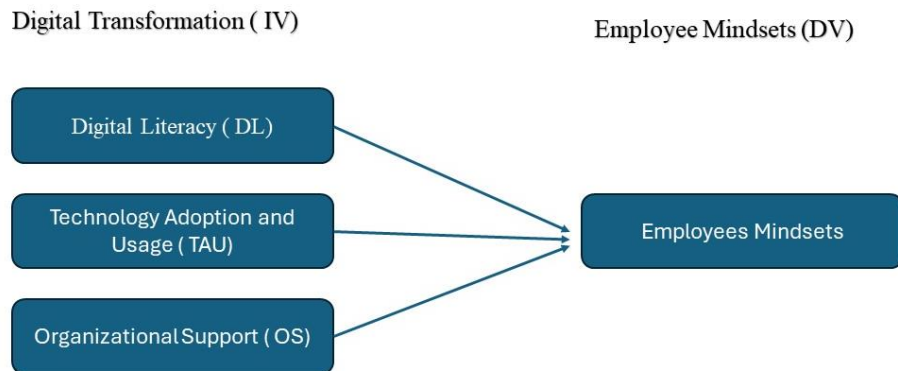 Digital Transformation ( IV)
Employee Mindsets (DV)
Digital Literacy ( DL)
Technology Adoption and
Usage ( TAU)
Employees Mindsets
Organizational Support ( OS)